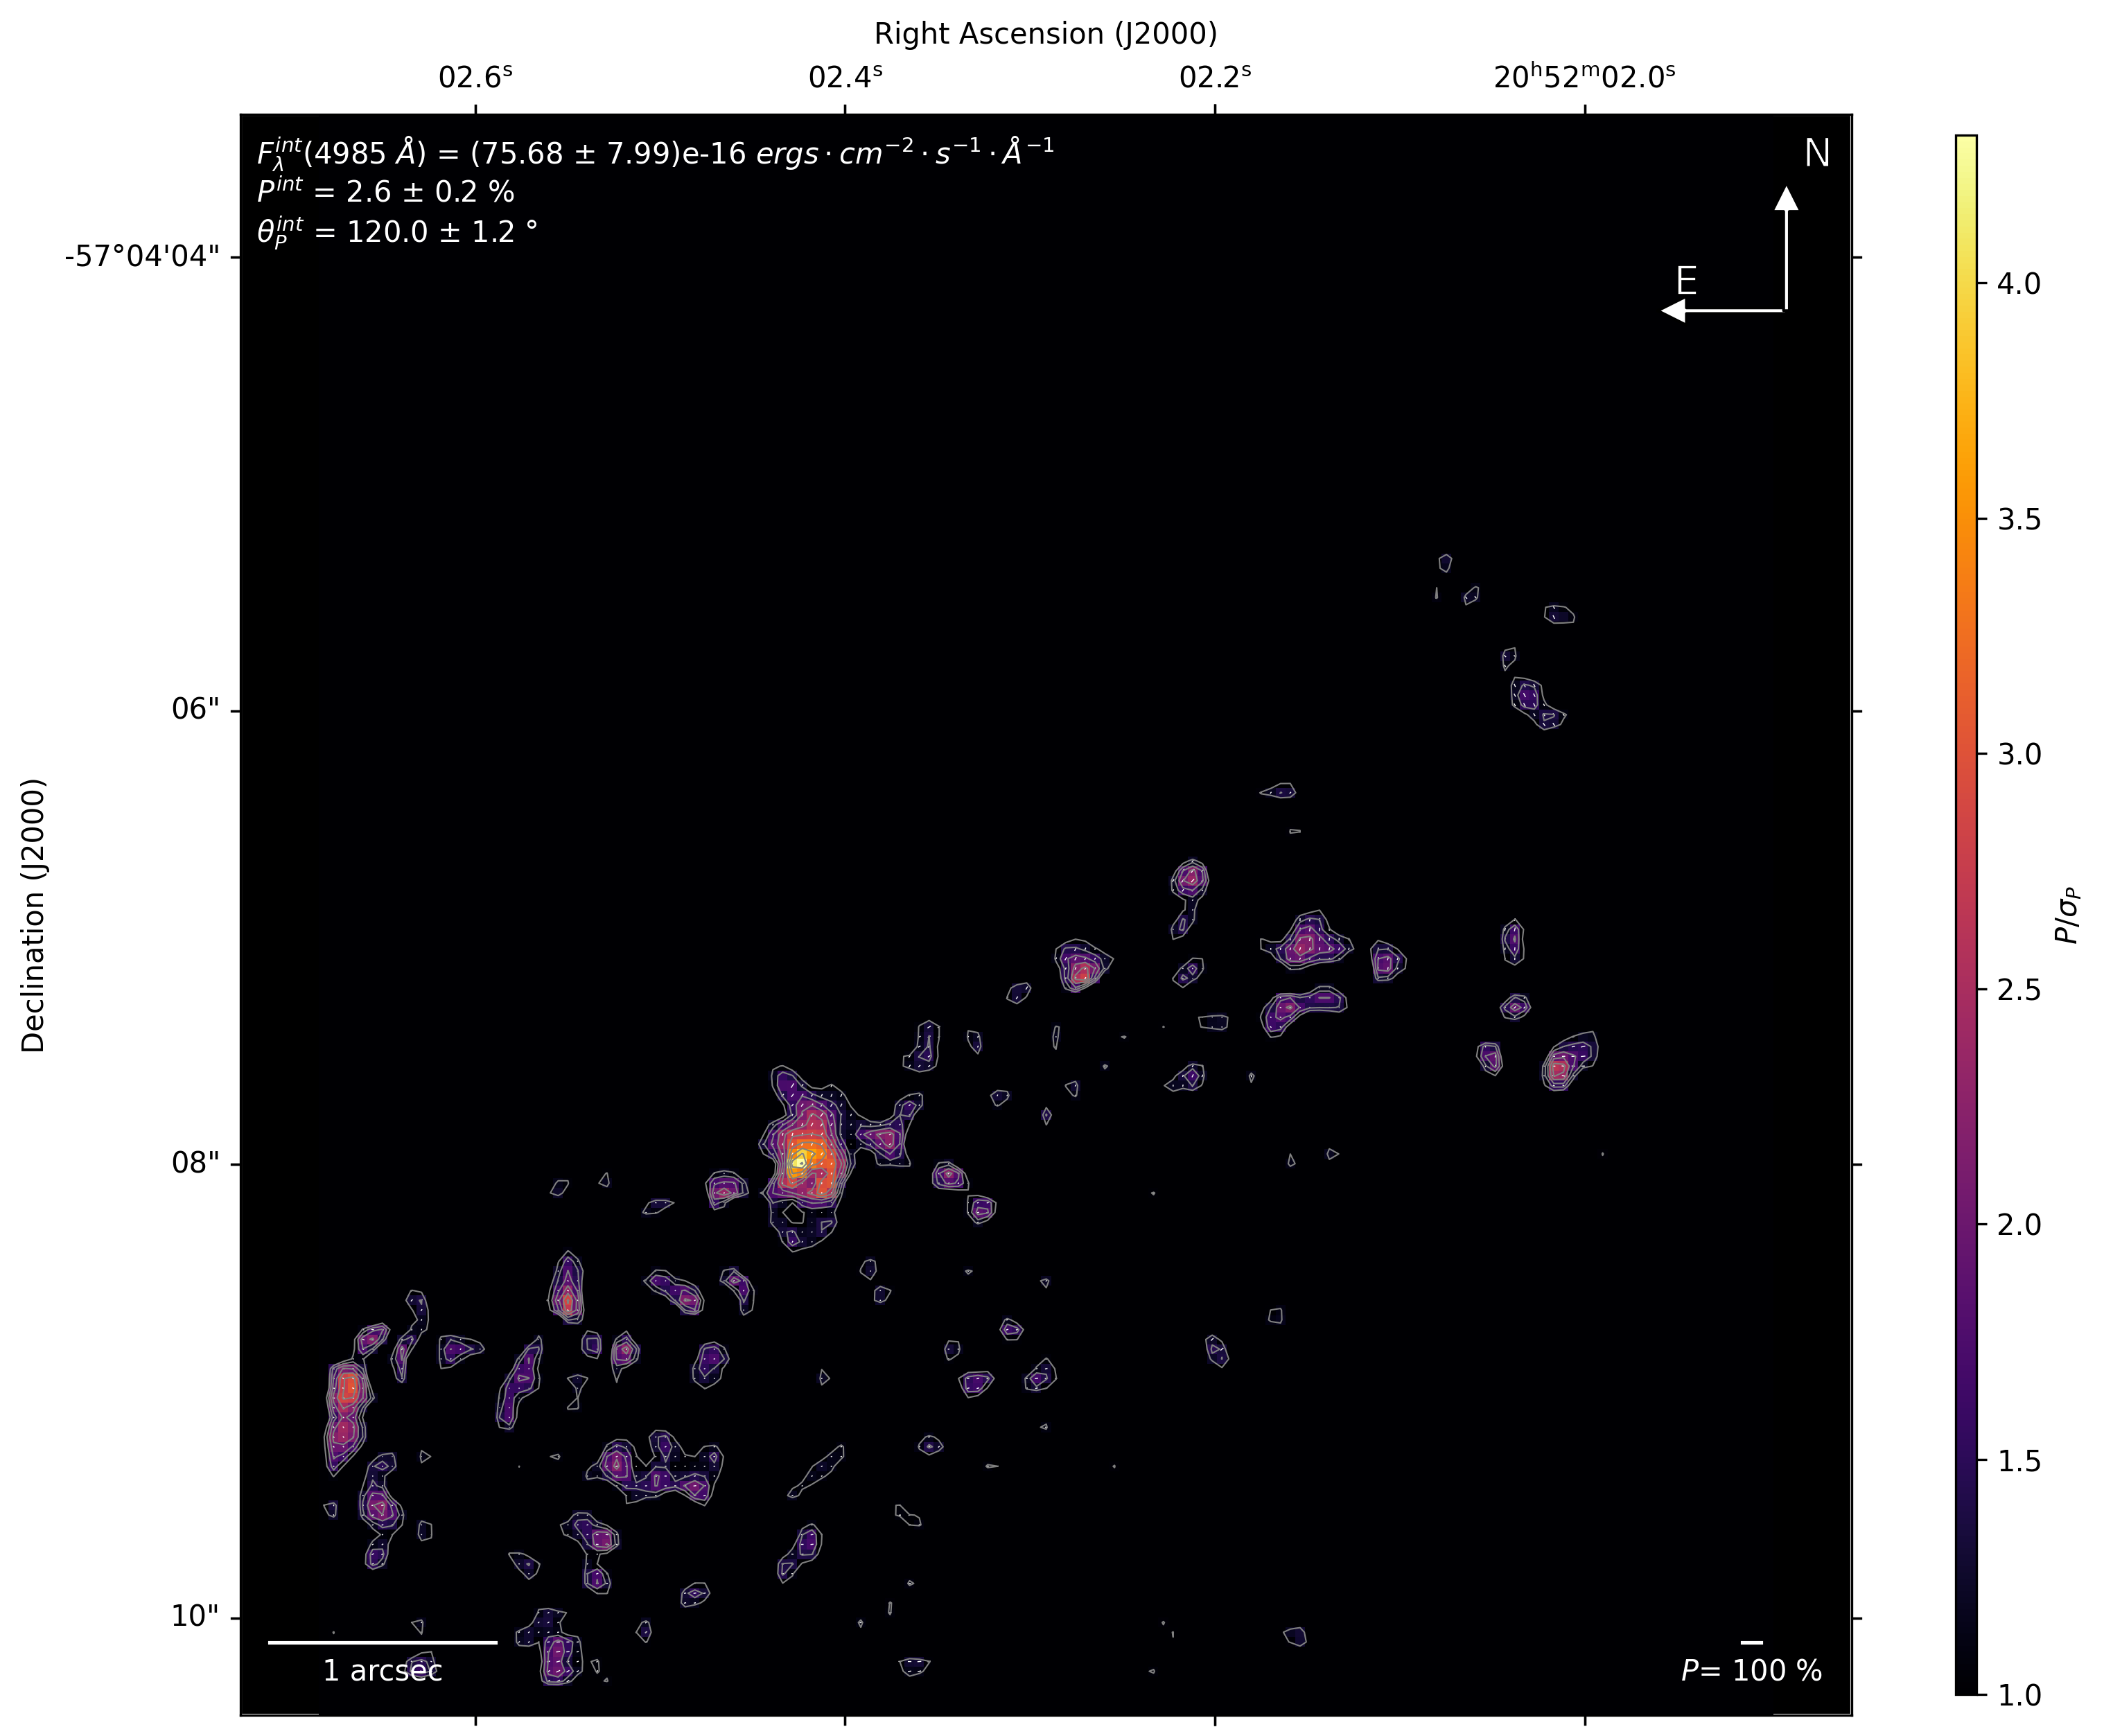 Right Ascension (J2000)
02.6ˢ 02.4ˢ 02.2ˢ 20ʰ52ᵐ02.0ˢ
F_λ^int(4985 Å) = (75.68 ± 7.99)e-16 ergs · cm⁻² · s⁻¹ · Å⁻¹
P^int = 2.6 ± 0.2 %
θ_P^int = 120.0 ± 1.2 °
N
E
-57°04'04"
06"
08"
10"
Declination (J2000)
1 arcsec
P= 100 %
4.0
3.5
3.0
2.5
2.0
1.5
1.0
P/σ_P